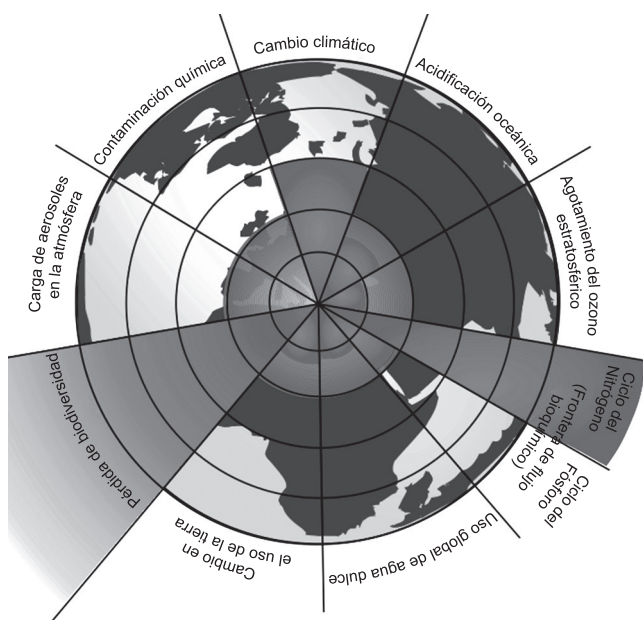 Cambio climático
Acidificación oceánica
Agotamiento del ozono
estratosférico
Ciclo del
Nitrógeno
(Frontera de flujo
bioquímico)
Ciclo del
Fósforo
Uso global de agua dulce
Cambio en
el uso de la tierra
Pérdida de biodiversidad
Carga de aerosoles
en la atmósfera
Contaminación química